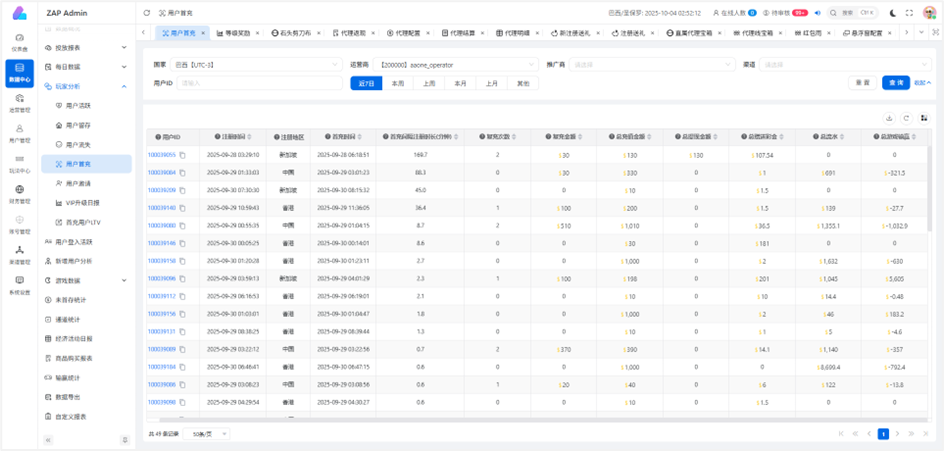 ZAP Admin
用户首充
巴西/圣保罗: 2025-10-04 02:52:12
在线人数 0
待审核 99+
搜索 Ctrl K
仪表盘
数据中心
运营管理
用户管理
玩法中心
财务管理
账号管理
渠道管理
系统设置
投放报表
每日数据
玩家分析
用户活跃
用户留存
用户流失
用户首充
用户邀请
VIP升级日报
首充用户LTV
用户登入活跃
新增用户分析
游戏数据
未首存统计
通道统计
经济活动日报
商品购买报表
输赢统计
数据导出
自定义报表
用户首充 ×
等级奖励 ×
石头剪刀布 ×
代理返现 ×
代理配置 ×
代理结算 ×
代理明细 ×
新注册送礼 ×
注册送礼 ×
直属代理宝箱 ×
代理线宝箱 ×
红包雨 ×
悬浮窗配置 ×
国家 巴西【UTC-3】
运营商 【200000】aacme_operator
推广商 请选择
渠道 请选择
用户ID 请输入
近7日 本周 上周 本月 上月 其他
重置 查询 收起
用户ID 注册时间 注册地区 首充时间 首充间隔注册时长(分钟) 复充次数 复充金额 总充值金额 总提现金额 总赠送彩金 总流水 总游戏输赢
100039055 2025-09-28 03:29:10 新加坡 2025-09-28 06:18:51 169.7 2 $30 $130 $130 $107.54 0 0
100039084 2025-09-29 01:33:03 中国 2025-09-29 03:01:23 88.3 0 $30 $330 0 $1 $691 $-321.5
100039209 2025-09-30 07:30:30 新加坡 2025-09-30 08:15:32 45.0 0 0 $10 0 $1.5 0 0
100039140 2025-09-29 10:59:43 香港 2025-09-29 11:36:05 36.4 1 $100 $200 0 $1.5 $139 $-27.7
100039080 2025-09-29 00:55:35 中国 2025-09-29 01:04:15 8.7 2 $510 $1,010 0 $36.5 $1,355.1 $-1,032.9
100039146 2025-09-30 00:05:25 香港 2025-09-30 00:14:01 8.6 0 0 $30 0 $181 0 0
100039158 2025-09-30 01:20:28 香港 2025-09-30 01:23:11 2.7 0 0 $1,000 0 $2 $1,632 $-630
100039096 2025-09-29 03:59:13 新加坡 2025-09-29 04:01:29 2.3 1 $100 $198 0 $201 $1,045 $5,605
100039112 2025-09-29 06:16:53 香港 2025-09-29 06:19:01 2.1 0 0 $10 0 $10 $14.4 $-0.48
100039156 2025-09-30 01:03:01 香港 2025-09-30 01:04:47 1.8 0 0 $1,000 0 $2 $46 $183.2
100039131 2025-09-29 08:38:25 香港 2025-09-29 08:39:44 1.3 0 0 $10 0 $1 $5 $-4.6
100039089 2025-09-29 03:22:12 中国 2025-09-29 03:22:56 0.7 2 $370 $390 0 $14.1 $1,140 $-357
100039184 2025-09-30 06:46:41 香港 2025-09-30 06:47:15 0.6 0 0 $1,000 0 0 $8,699.4 $-792.4
100039086 2025-09-29 03:08:23 中国 2025-09-29 03:08:56 0.6 1 $20 $40 0 $6 $122 $-13.8
100039098 2025-09-29 04:29:54 香港 2025-09-29 04:30:27 0.6 0 0 $10 0 $1.5 0 0
共 49 条记录 50条/页
1